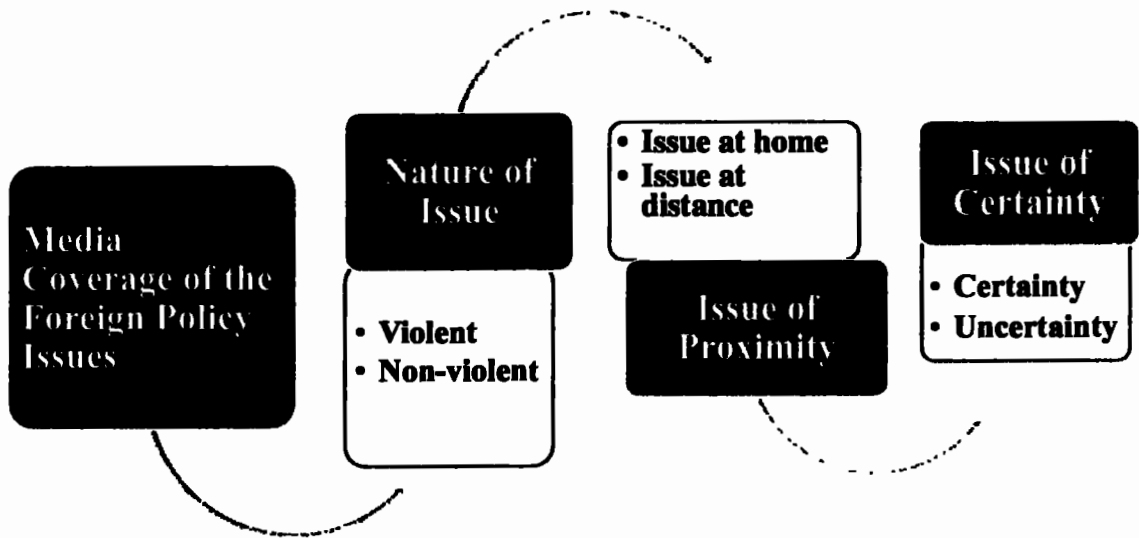 Media
Coverage of the
Foreign Policy
Issues
Nature of
Issue
• Violent
• Non-violent
• Issue at home
• Issue at
distance
Issue of
Proximity
Issue of
Certainty
• Certainty
• Uncertainty